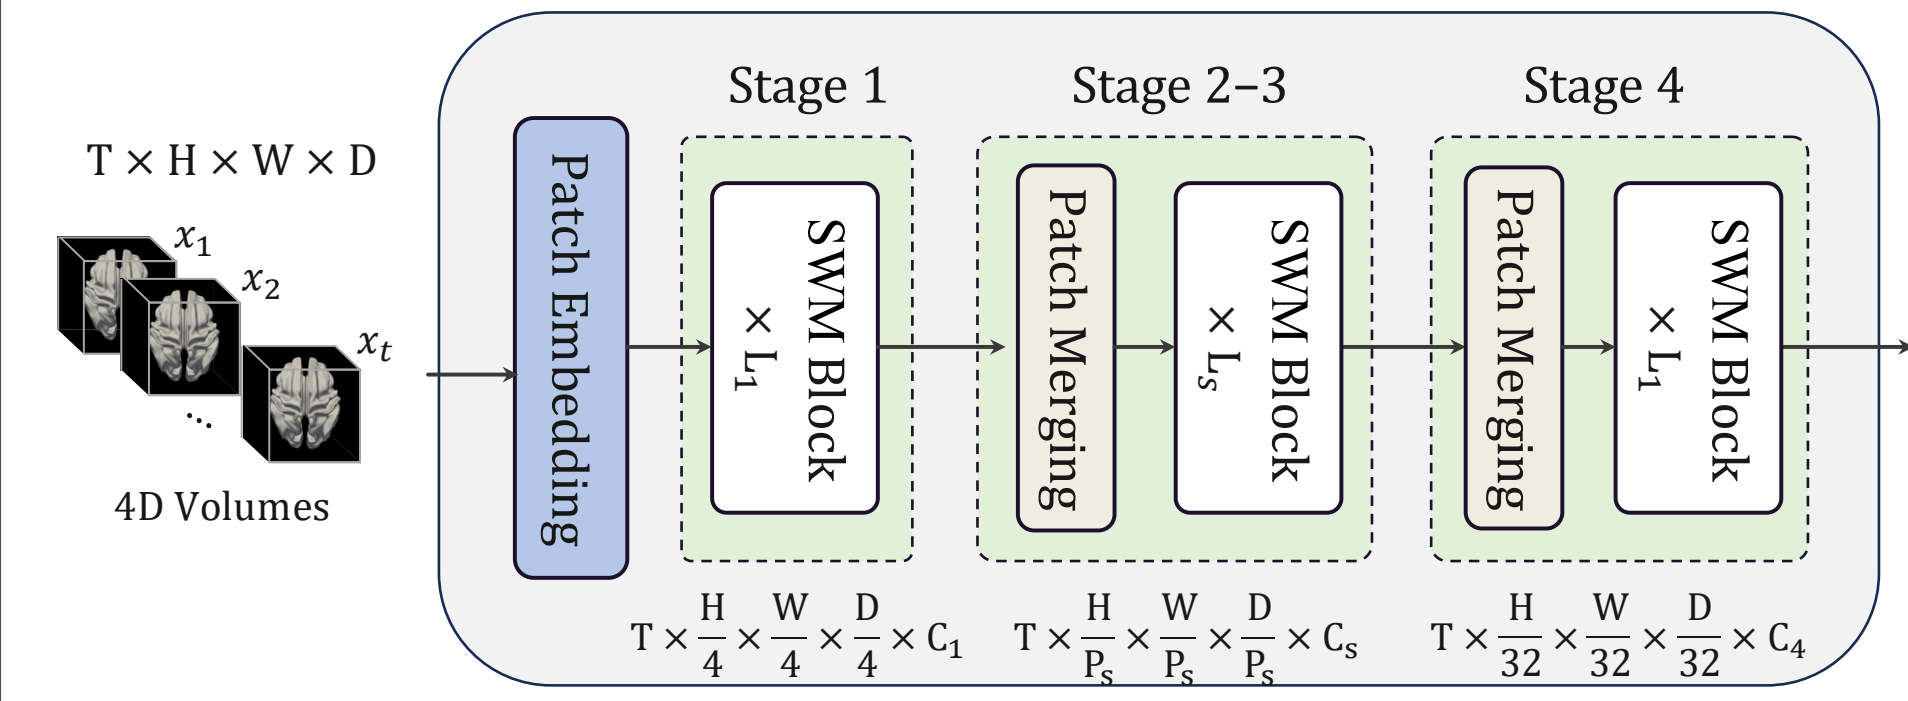 T × H × W × D
x₁
x₂
xₜ
...
4D Volumes
Patch Embedding
Stage 1
SWM Block
× L₁
T × H/4 × W/4 × D/4 × C₁
Stage 2–3
Patch Merging
SWM Block
× Lₛ
T × H/Pₛ × W/Pₛ × D/Pₛ × Cₛ
Stage 4
Patch Merging
SWM Block
× L₁
T × H/32 × W/32 × D/32 × C₄